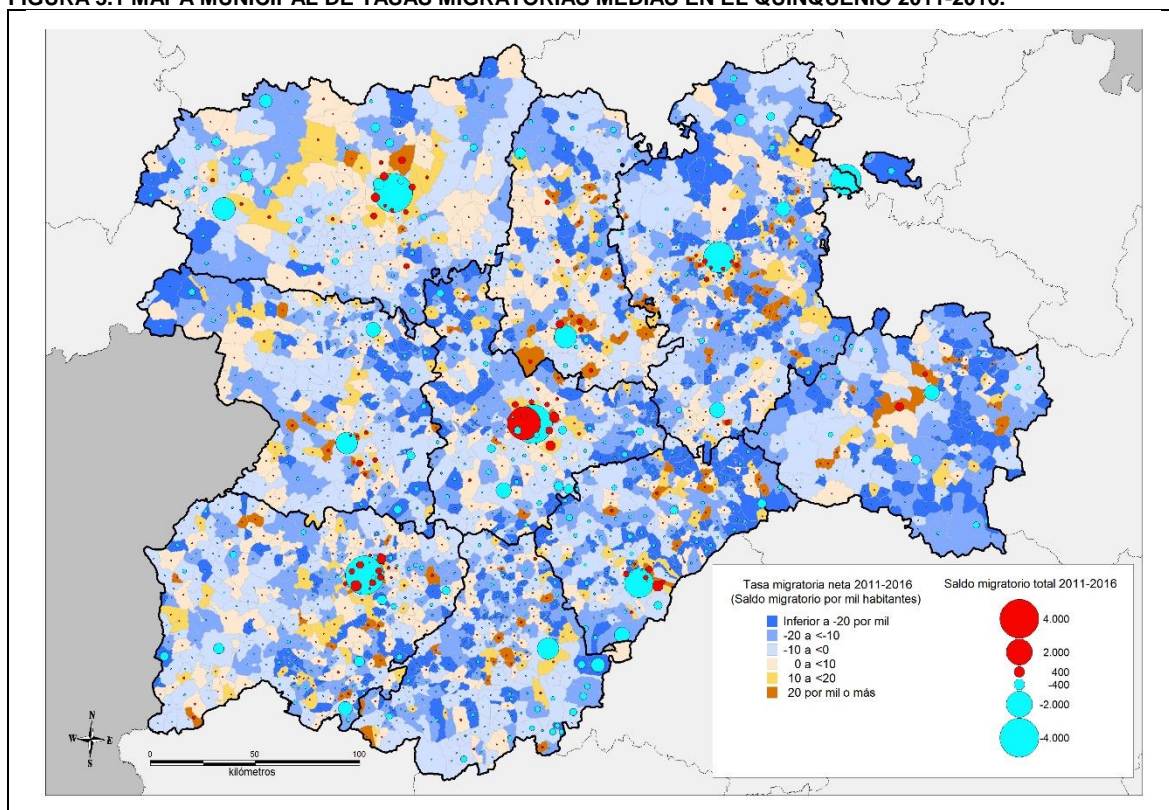 FIGURA 5.1 MAPA MUNICIPAL DE TASAS MIGRATORIAS MEDIAS EN EL QUINQUENIO 2011-2016.
Tasa migratoria neta 2011-2016
(Saldo migratorio por mil habitantes)
Inferior a -20 por mil
-20 a <-10
-10 a <0
0 a <10
10 a <20
20 por mil o más
Saldo migratorio total 2011-2016
4.000
2.000
400
-400
-2.000
-4.000
N
W E
S
0 50 100
kilómetros